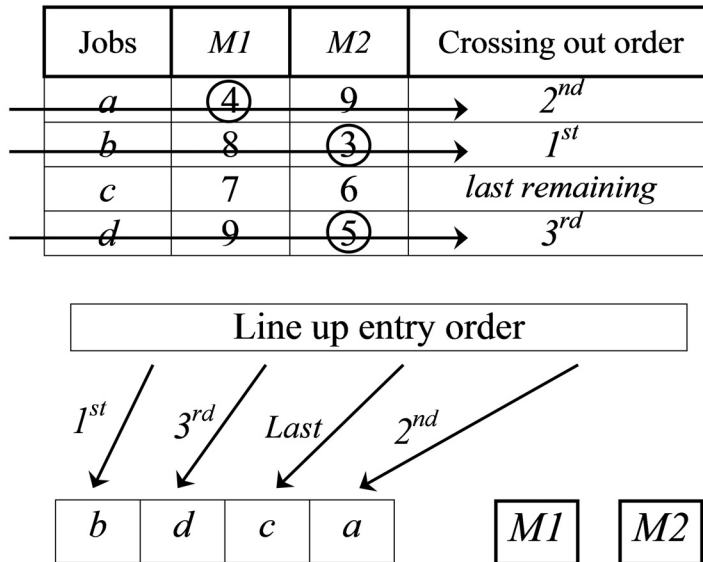 Jobs M1 M2 Crossing out order
a 4 9 2nd
b 8 3 1st
c 7 6 last remaining
d 9 5 3rd
Line up entry order
1st 3rd Last 2nd
b d c a M1 M2